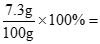 7.3g/100g × 100% =